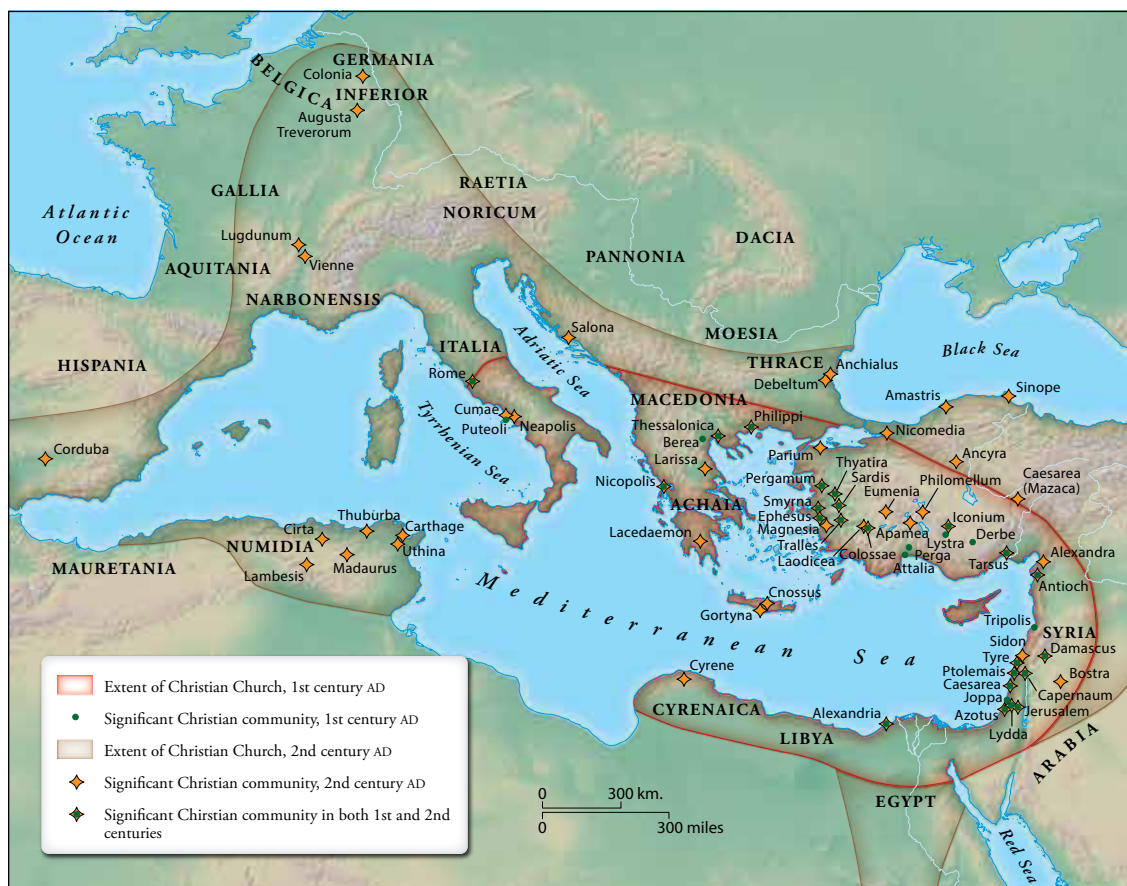 GERMANIA
Colonia
BELGICA
INFERIOR
Augusta
Treverorum
GALLIA
RAETIA
NORICUM
Atlantic
Ocean
Lugdunum
Vienne
AQUITANIA
NARBONENSIS
PANNONIA
DACIA
MOESIA
HISPANIA
Corduba
Salona
Adriatic Sea
ITALIA
Rome
Cumae
Puteoli
Neapolis
Tyrrhenian Sea
Black Sea
THRACE
Anchialus
Debeltum
Sinope
Amastris
MACEDONIA
Philippi
Thessalonica
Berea
Larissa
Nicopolis
ACHAIA
Lacedaemon
Nicomedia
Parium
Ancyra
Thyatira
Sardis
Pergamum
Eumenia
Philomellum
Caesarea
(Mazaca)
Smyrna
Ephesus
Magnesia
Tralles
Laodicea
Colossae
Apamea
Iconium
Lystra
Derbe
Perga
Attalia
Tarsus
Alexandra
Antioch
Thuburba
Cirta
Carthage
Uthina
NUMIDIA
Madaurus
Lambesis
MAURETANIA
Cnossus
Gortyna
Mediterranean Sea
Tripolis
SYRIA
Sidon
Damascus
Tyre
Ptolemais
Bostra
Caesarea
Capernaum
Joppa
Jerusalem
Azotus
Lydda
Cyrene
CYRENAICA
Alexandria
LIBYA
ARABIA
EGYPT
Red Sea
Extent of Christian Church, 1st century AD
Significant Christian community, 1st century AD
Extent of Christian Church, 2nd century AD
Significant Christian community, 2nd century AD
Significant Chirstian community in both 1st and 2nd
centuries
0 300 km.
0 300 miles